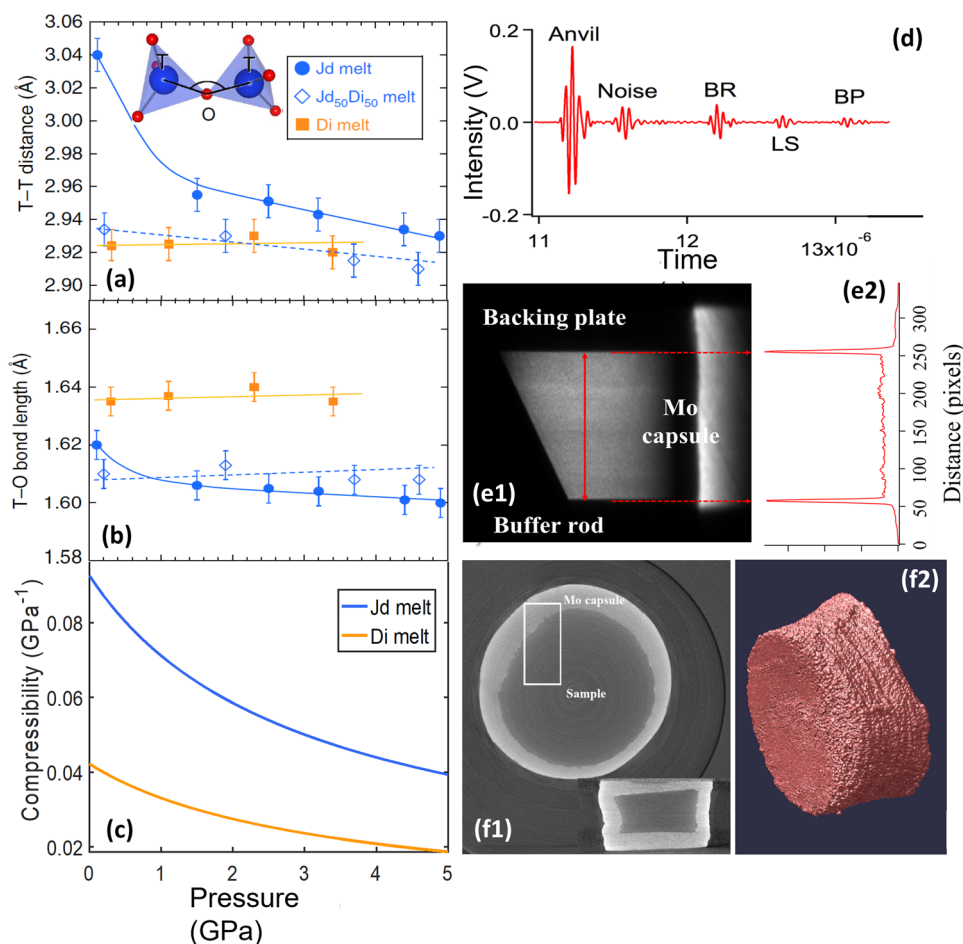 3.06
3.04
3.02
3.00
2.98
2.96
2.94
2.92
2.90
T–T distance (Å)
T
T
O
Jd melt
Jd50Di50 melt
Di melt
(a)
1.66
1.64
1.62
1.60
1.58
T–O bond length (Å)
(b)
0.08
0.06
0.04
0.02
Compressibility (GPa-1)
Jd melt
Di melt
(c)
0
1
2
3
4
5
Pressure
(GPa)
(d)
0.2
0.0
-0.2
Intensity (V)
Anvil
Noise
BR
LS
BP
11
12
13x10-6
Time
Backing plate
Mo
capsule
(e1)
Buffer rod
(e2)
0
50
100
150
200
250
300
Distance (pixels)
Mo capsule
Sample
(f1)
(f2)